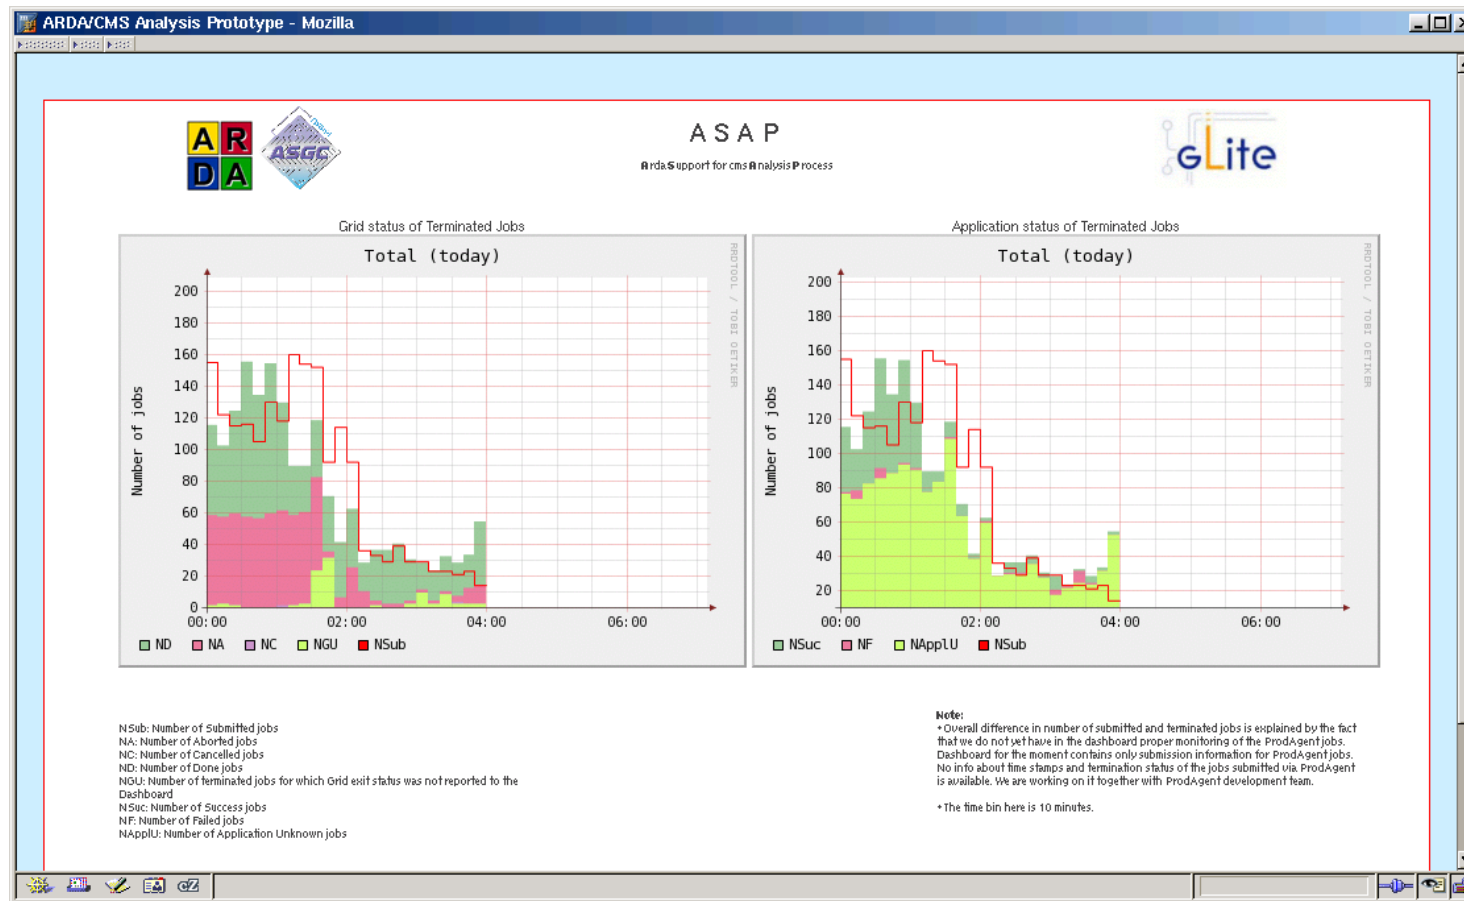 ARDA/CMS Analysis Prototype - Mozilla
A R
D A
ASGC
A S A P
ArdaSupport for cms Analysis Process
gLite
Grid status of Terminated Jobs
Application status of Terminated Jobs
Total (today)
RRDTOOL / TOBI OETIKER
Number of jobs
200
180
160
140
120
100
80
60
40
20
0
00:00 02:00 04:00 06:00
ND NA NC NGU NSub
Total (today)
RRDTOOL / TOBI OETIKER
Number of jobs
200
180
160
140
120
100
80
60
40
20
00:00 02:00 04:00 06:00
NSuc NF NApplU NSub
NSub: Number of Submitted jobs
NA: Number of Aborted jobs
NC: Number of Cancelled jobs
ND: Number of Done jobs
NGU: Number of terminated jobs for which Grid exit status was not reported to the
Dashboard
NSuc: Number of Success jobs
NF: Number of Failed jobs
NApplU: Number of Application Unknown jobs
Note:
+Overall difference in number of submitted and terminated jobs is explained by the fact
that we do not yet have in the dashboard proper monitoring of the ProdAgent jobs.
Dashboard for the moment contains only submission information for ProdAgent jobs.
No info about time stamps and termination status of the jobs submitted via ProdAgent
is available. We are working on it together with ProdAgent development team.
+The time bin here is 10 minutes.
cZ